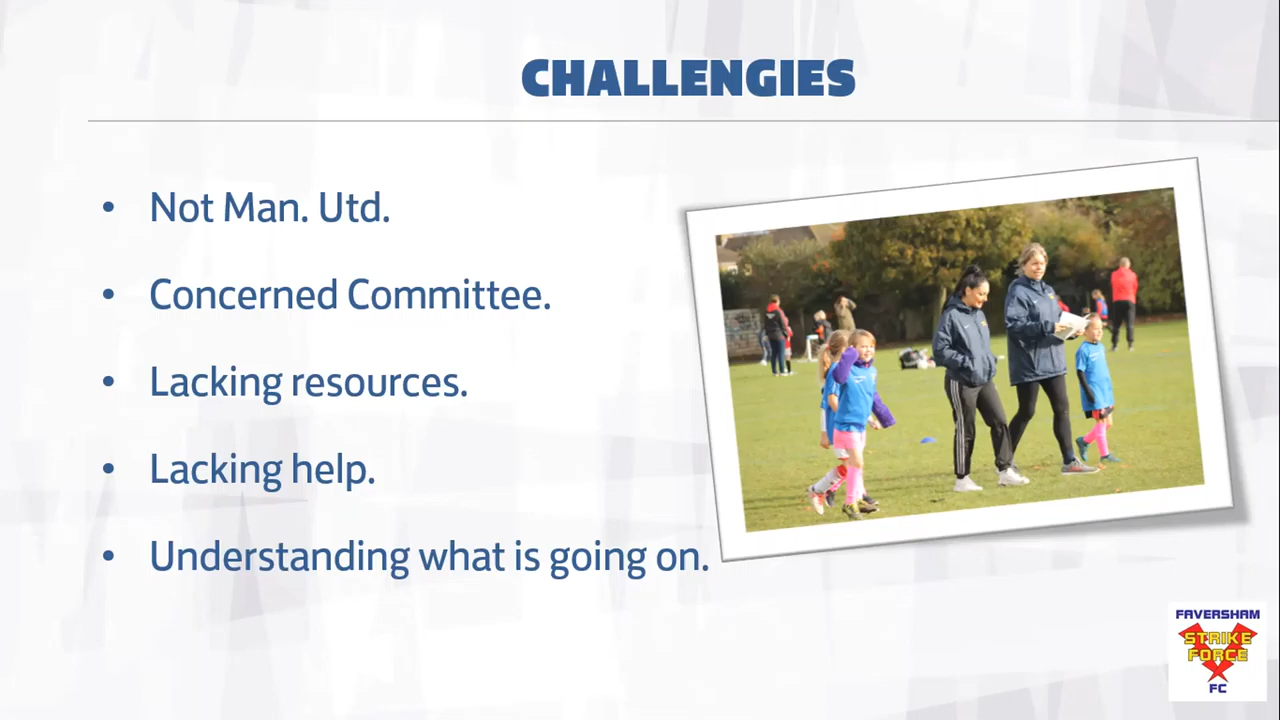 CHALLENGIES
• Not Man. Utd.
• Concerned Committee.
• Lacking resources.
• Lacking help.
• Understanding what is going on.
FAVERSHAM
STRIKE
FORCE
FC